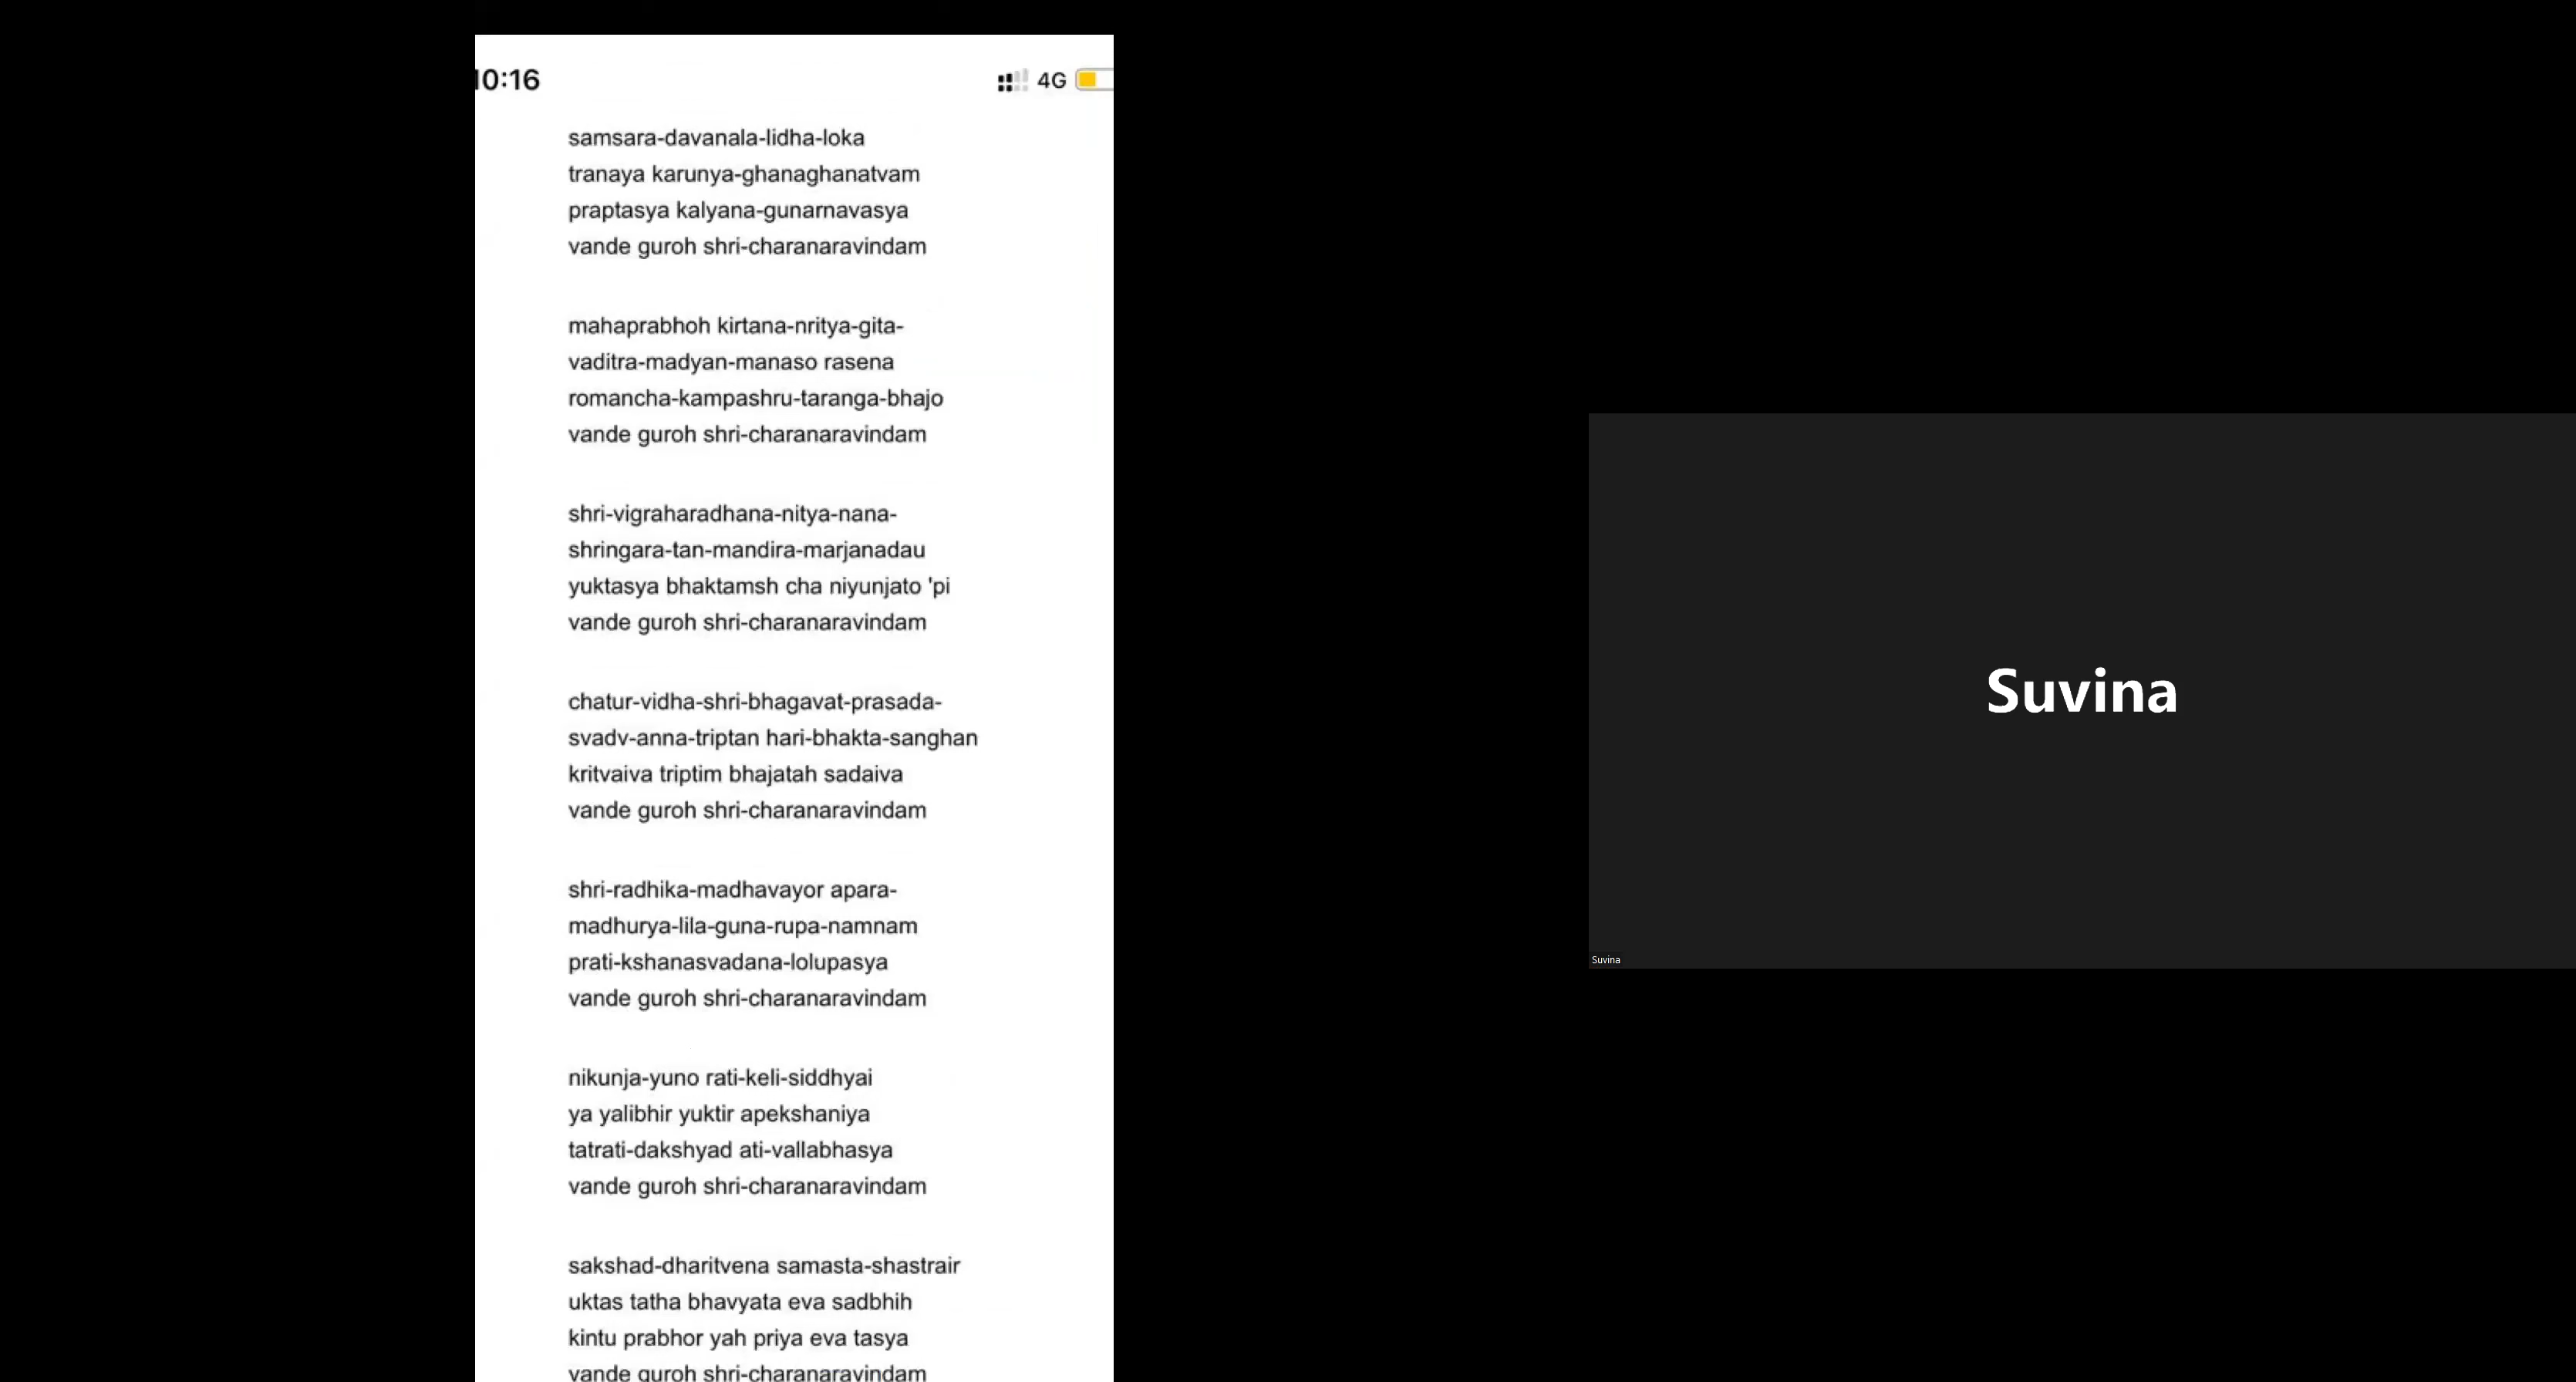 10:16
4G
samsara-davanala-lidha-loka
tranaya karunya-ghanaghanatvam
praptasya kalyana-gunarnavasya
vande guroh shri-charanaravindam
mahaprabhoh kirtana-nritya-gita-
vaditra-madyan-manaso rasena
romancha-kampashru-taranga-bhajo
vande guroh shri-charanaravindam
shri-vigraharadhana-nitya-nana-
shringara-tan-mandira-marjanadau
yuktasya bhaktamsh cha niyunjato 'pi
vande guroh shri-charanaravindam
chatur-vidha-shri-bhagavat-prasada-
svadv-anna-triptan hari-bhakta-sanghan
kritvaiva triptim bhajatah sadaiva
vande guroh shri-charanaravindam
shri-radhika-madhavayor apara-
madhurya-lila-guna-rupa-namnam
prati-kshanasvadana-lolupasya
vande guroh shri-charanaravindam
nikunja-yuno rati-keli-siddhyai
ya yalibhir yuktir apekshaniya
tatrati-dakshyad ati-vallabhasya
vande guroh shri-charanaravindam
sakshad-dharitvena samasta-shastrair
uktas tatha bhavyata eva sadbhih
kintu prabhor yah priya eva tasya
vande guroh shri-charanaravindam
Suvina
Suvina